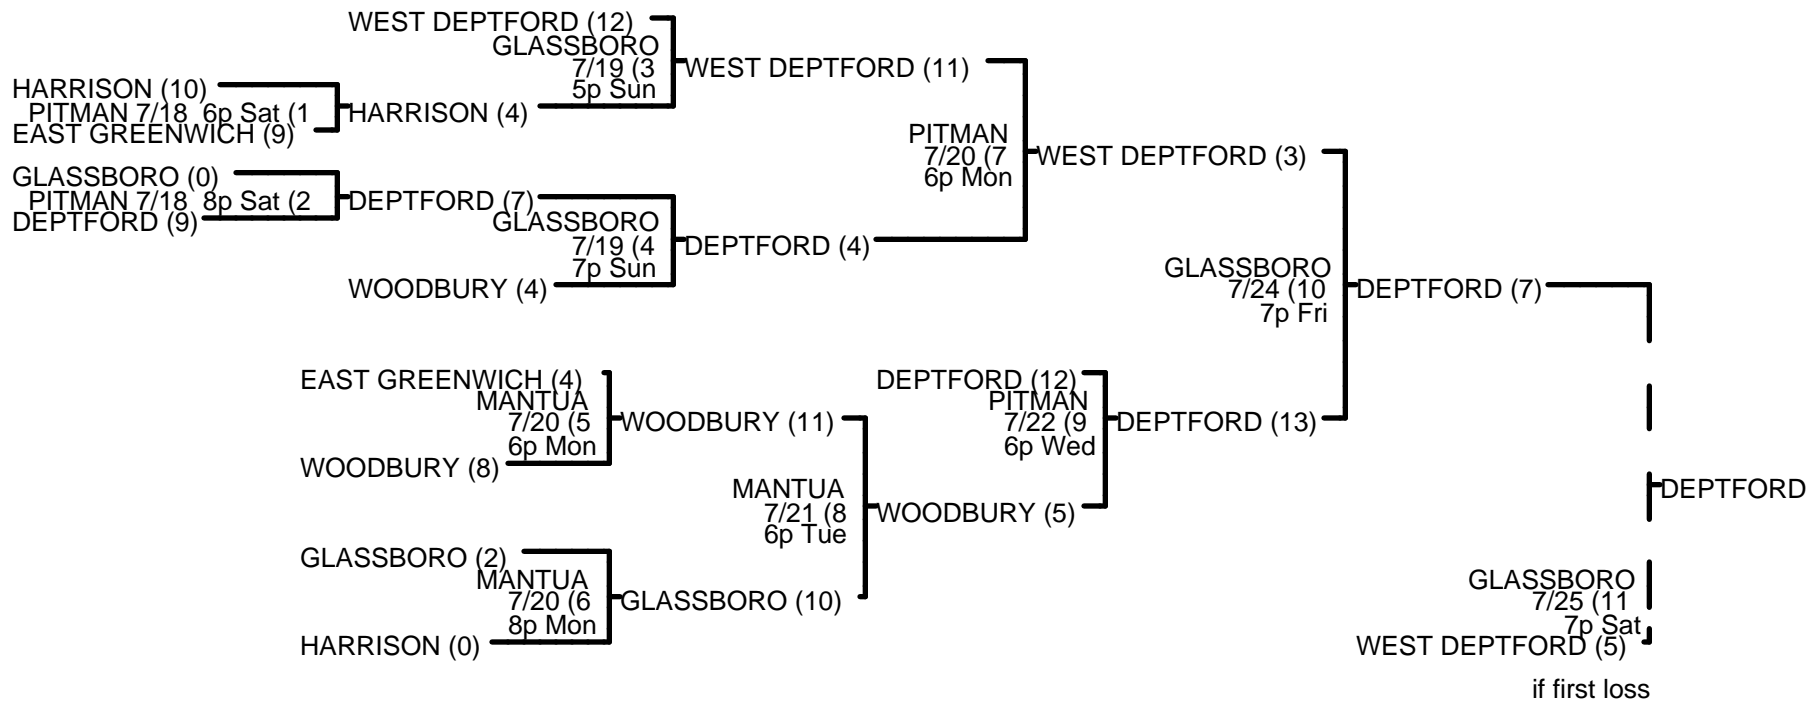 WEST DEPTFORD (12)
GLASSBORO
7/19 (3
5p Sun
WEST DEPTFORD (11)
HARRISON (10)
PITMAN 7/18  6p Sat (1
EAST GREENWICH (9)
HARRISON (4)
PITMAN
7/20 (7
6p Mon
WEST DEPTFORD (3)
GLASSBORO (0)
PITMAN 7/18  8p Sat (2
DEPTFORD (9)
DEPTFORD (7)
GLASSBORO
7/19 (4
7p Sun
DEPTFORD (4)
WOODBURY (4)
GLASSBORO
7/24 (10
7p Fri
DEPTFORD (7)
EAST GREENWICH (4)
MANTUA
7/20 (5
6p Mon
WOODBURY (8)
WOODBURY (11)
DEPTFORD (12)
PITMAN
7/22 (9
6p Wed
DEPTFORD (13)
MANTUA
7/21 (8
6p Tue
WOODBURY (5)
DEPTFORD
GLASSBORO (2)
MANTUA
7/20 (6
8p Mon
HARRISON (0)
GLASSBORO (10)
GLASSBORO
7/25 (11
7p Sat
WEST DEPTFORD (5)
if first loss